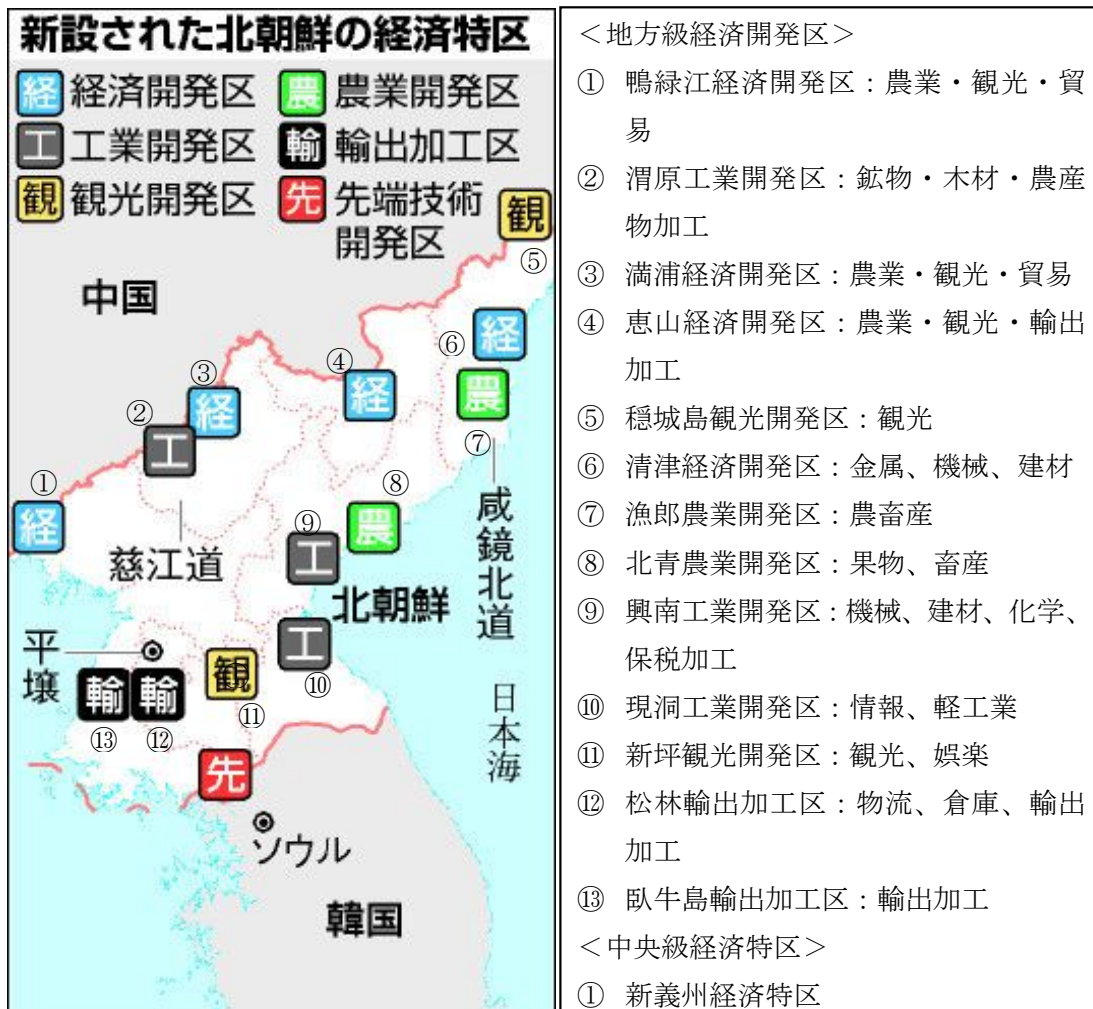 新設された北朝鮮の経済特区
経 経済開発区 農 農業開発区
工 工業開発区 輸 輸出加工区
観 観光開発区 先 先端技術
開発区
観
⑤
中国
⑥ 経
④
経
③
経
農
⑦
②
工
①
経
⑧
農
⑨
工
慈江道
咸鏡北道
北朝鮮
平壌
工
⑩
観
⑪
輸 輸
⑬ ⑫
日本海
先
ソウル
韓国
＜地方級経済開発区＞
① 鴨緑江経済開発区：農業・観光・貿
易
② 渭原工業開発区：鉱物・木材・農産
物加工
③ 満浦経済開発区：農業・観光・貿易
④ 恵山経済開発区：農業・観光・輸出
加工
⑤ 穏城島観光開発区：観光
⑥ 清津経済開発区：金属、機械、建材
⑦ 漁郎農業開発区：農畜産
⑧ 北青農業開発区：果物、畜産
⑨ 興南工業開発区：機械、建材、化学、
保税加工
⑩ 現洞工業開発区：情報、軽工業
⑪ 新坪観光開発区：観光、娯楽
⑫ 松林輸出加工区：物流、倉庫、輸出
加工
⑬ 臥牛島輸出加工区：輸出加工
＜中央級経済特区＞
① 新義州経済特区